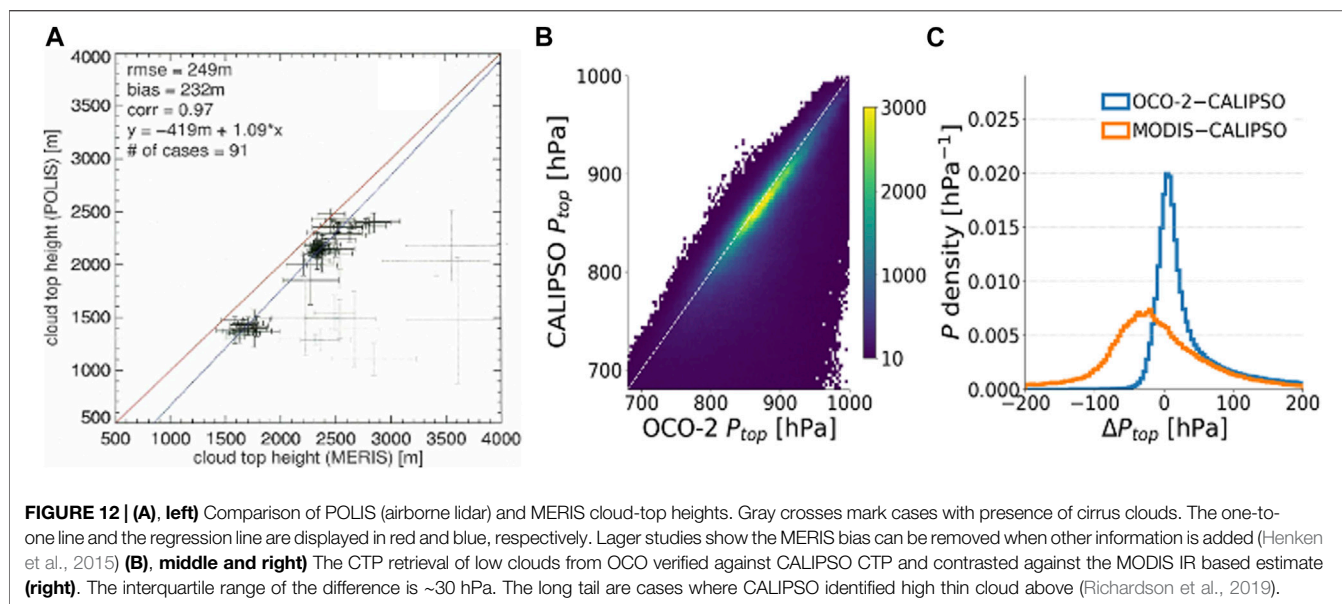 A
4000
3500
3000
2500
2000
1500
500
rmse = 249m
bias = 232m
corr = 0.97
y = −419m + 1.09*x
# of cases = 91
cloud top height (POLIS) [m]
500 1000 1500 2000 2500 3000 3500 4000
cloud top height (MERIS) [m]
B
1000
900
800
700
CALIPSO Ptop [hPa]
700 800 900 1000
OCO-2 Ptop [hPa]
3000
2000
1000
10
C
OCO-2−CALIPSO
MODIS−CALIPSO
0.025
0.020
0.015
0.010
0.005
0.000
P density [hPa−1]
−200 −100 0 100 200
ΔPtop [hPa]
FIGURE 12 | (A), left) Comparison of POLIS (airborne lidar) and MERIS cloud-top heights. Gray crosses mark cases with presence of cirrus clouds. The one-to-
one line and the regression line are displayed in red and blue, respectively. Lager studies show the MERIS bias can be removed when other information is added (Henken
et al., 2015) (B), middle and right) The CTP retrieval of low clouds from OCO verified against CALIPSO CTP and contrasted against the MODIS IR based estimate
(right). The interquartile range of the difference is ~30 hPa. The long tail are cases where CALIPSO identified high thin cloud above (Richardson et al., 2019).